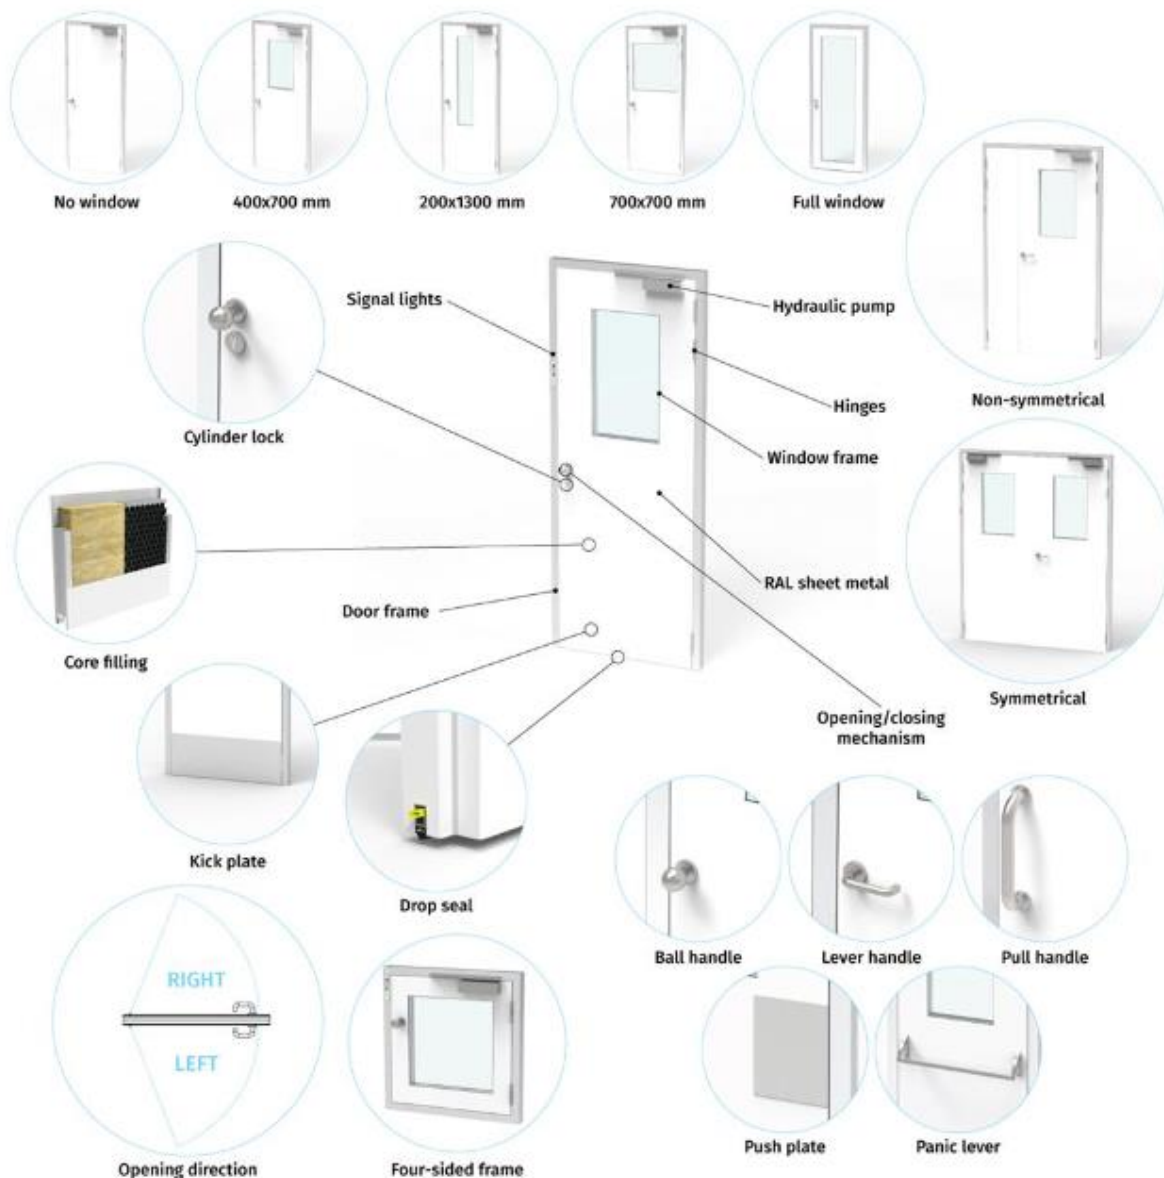 No window
400x700 mm
200x1300 mm
700x700 mm
Full window
Signal lights
Hydraulic pump
Hinges
Non-symmetrical
Cylinder lock
Window frame
RAL sheet metal
Door frame
Core filling
Symmetrical
Opening/closing
mechanism
Kick plate
Drop seal
Ball handle
Lever handle
Pull handle
RIGHT
LEFT
Push plate
Panic lever
Opening direction
Four-sided frame